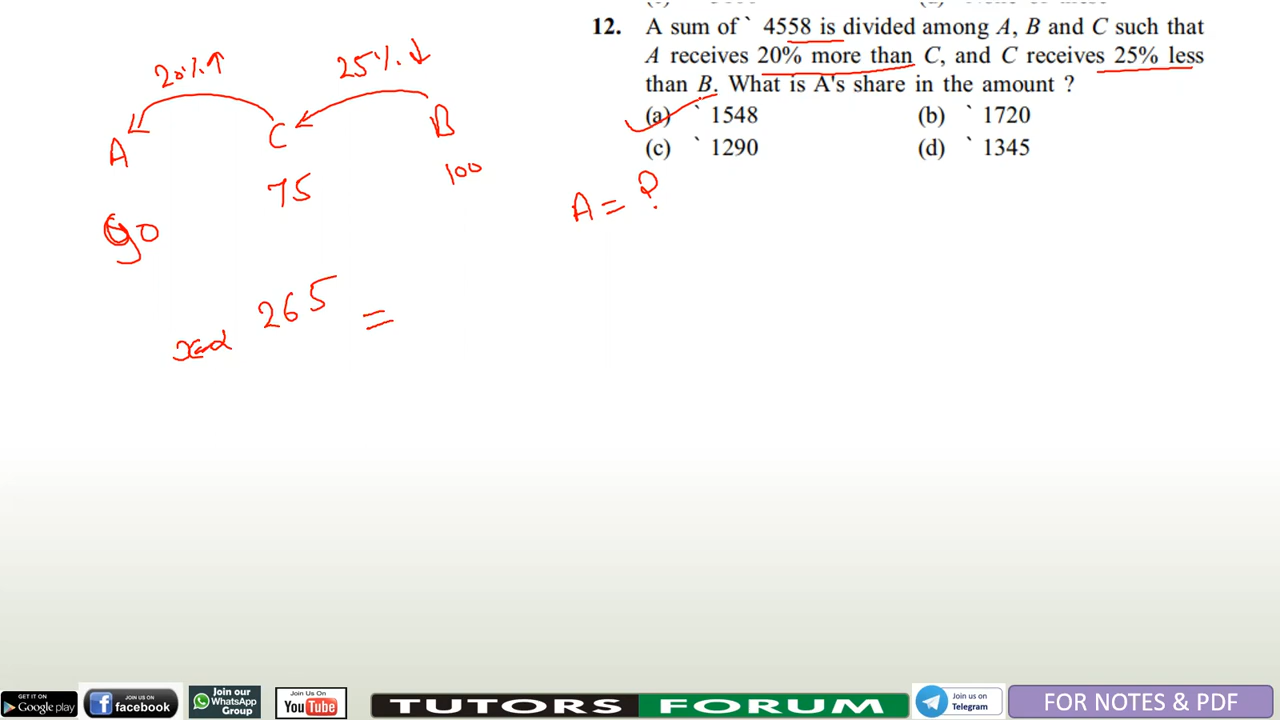 12. A sum of ` 4558 is divided among A, B and C such that
A receives 20% more than C, and C receives 25% less
than B. What is A's share in the amount ?
(a) ` 1548 (b) ` 1720
(c) ` 1290 (d) ` 1345
20%↑ 25%↓
A C B
90 75 100
A = ?
265 =
GET IT ON
Google play
JOIN US ON
facebook
Join our
WhatsApp
Group
Join Us On
YouTube
TUTORS FORUM
Join us on
Telegram
FOR NOTES & PDF